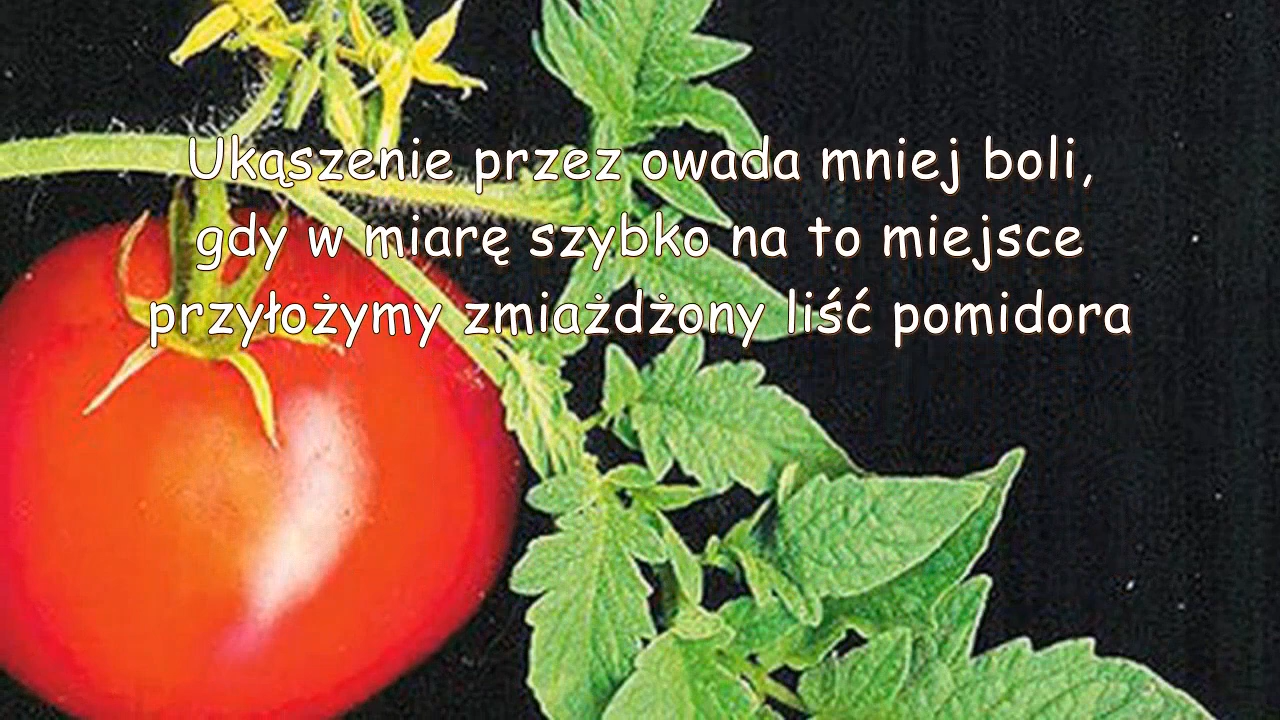 Ukąszenie przez owada mniej boli,
gdy w miarę szybko na to miejsce
przyłożymy zmiażdżony liść pomidora